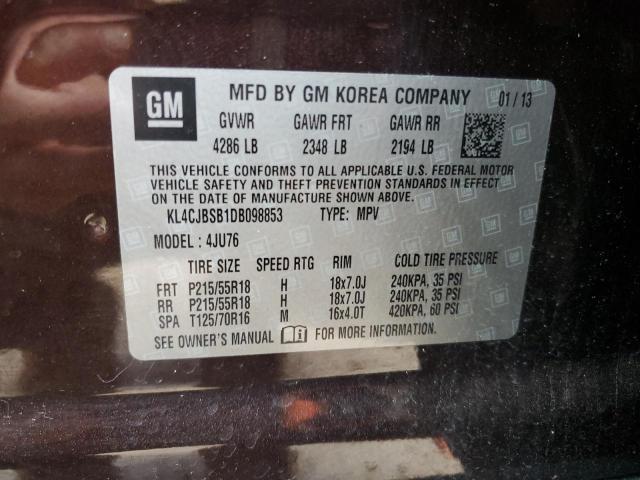 GM MFD BY GM KOREA COMPANY 01 / 13
GVWR GAWR FRT GAWR RR
4286 LB 2348 LB 2194 LB
THIS VEHICLE CONFORMS TO ALL APPLICABLE U.S. FEDERAL MOTOR
VEHICLE SAFETY AND THEFT PREVENTION STANDARDS IN EFFECT
ON THE DATE OF MANUFACTURE SHOWN ABOVE.
KL4CJBSB1DB098853 TYPE: MPV
MODEL : 4JU76
TIRE SIZE SPEED RTG RIM COLD TIRE PRESSURE
FRT P215/55R18 H 18x7.0J 240KPA, 35 PSI
RR P215/55R18 H 18x7.0J 240KPA, 35 PSI
SPA T125/70R16 M 16x4.0T 420KPA, 60 PSI
SEE OWNER'S MANUAL FOR MORE INFORMATION.